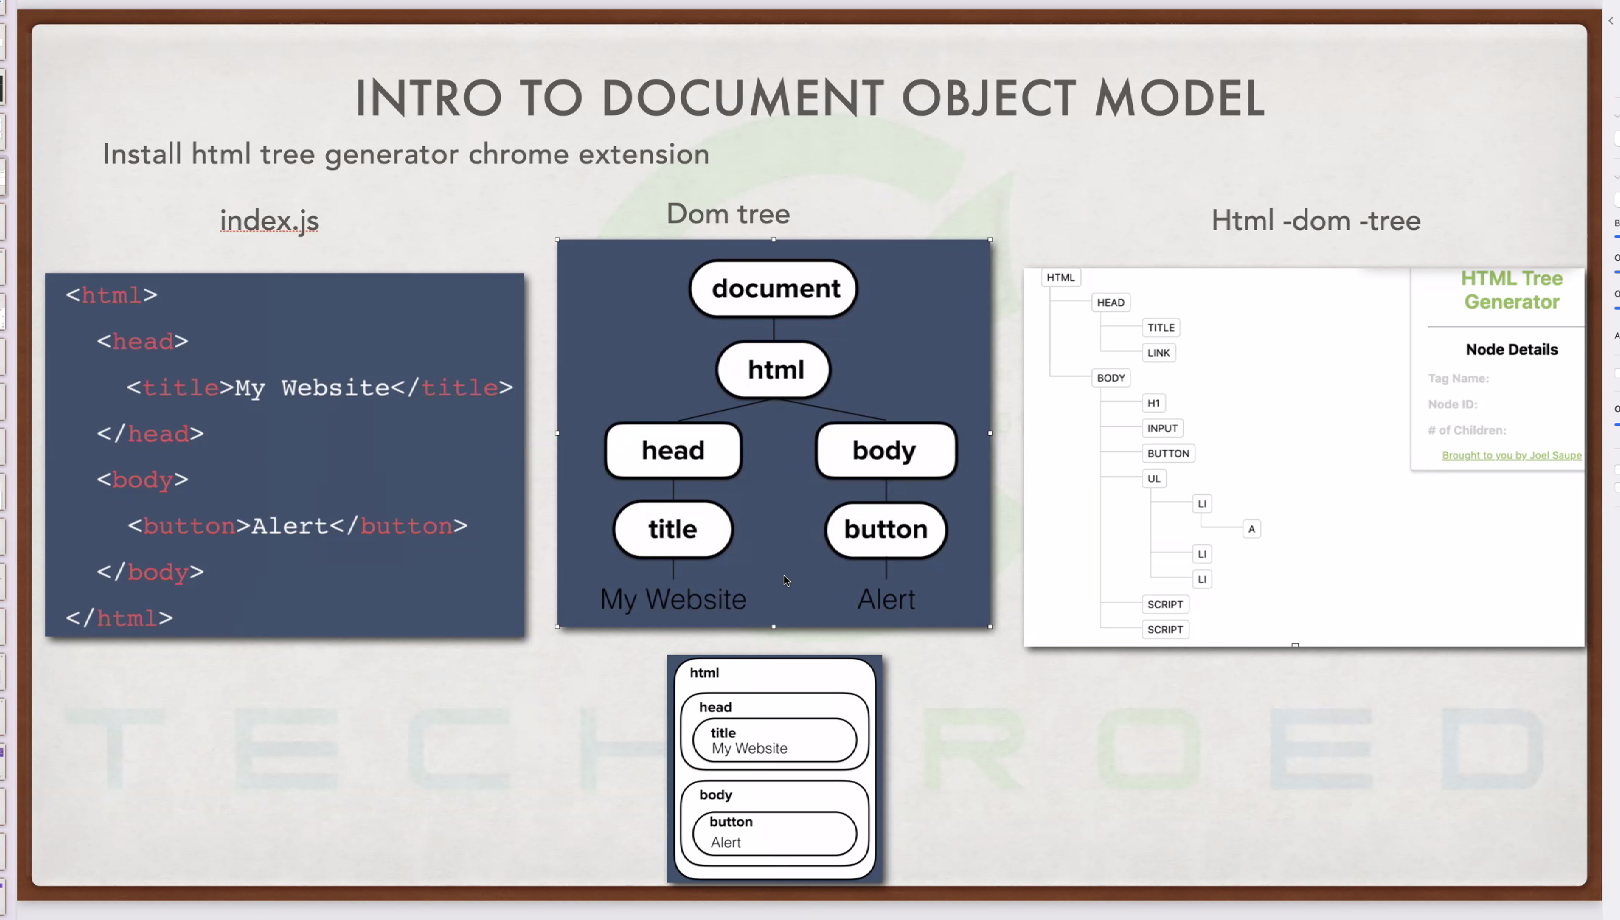 INTRO TO DOCUMENT OBJECT MODEL
Install html tree generator chrome extension
index.js
<html>
<head>
<title>My Website</title>
</head>
<body>
<button>Alert</button>
</body>
</html>
Dom tree
document
html
head body
title button
My Website Alert
html
head
title
My Website
body
button
Alert
Html -dom -tree
HTML
HEAD
TITLE
LINK
BODY
H1
INPUT
BUTTON
UL
LI
A
LI
LI
SCRIPT
SCRIPT
HTML Tree
Generator
Node Details
Tag Name:
Node ID:
# of Children:
Brought to you by Joel Saupe